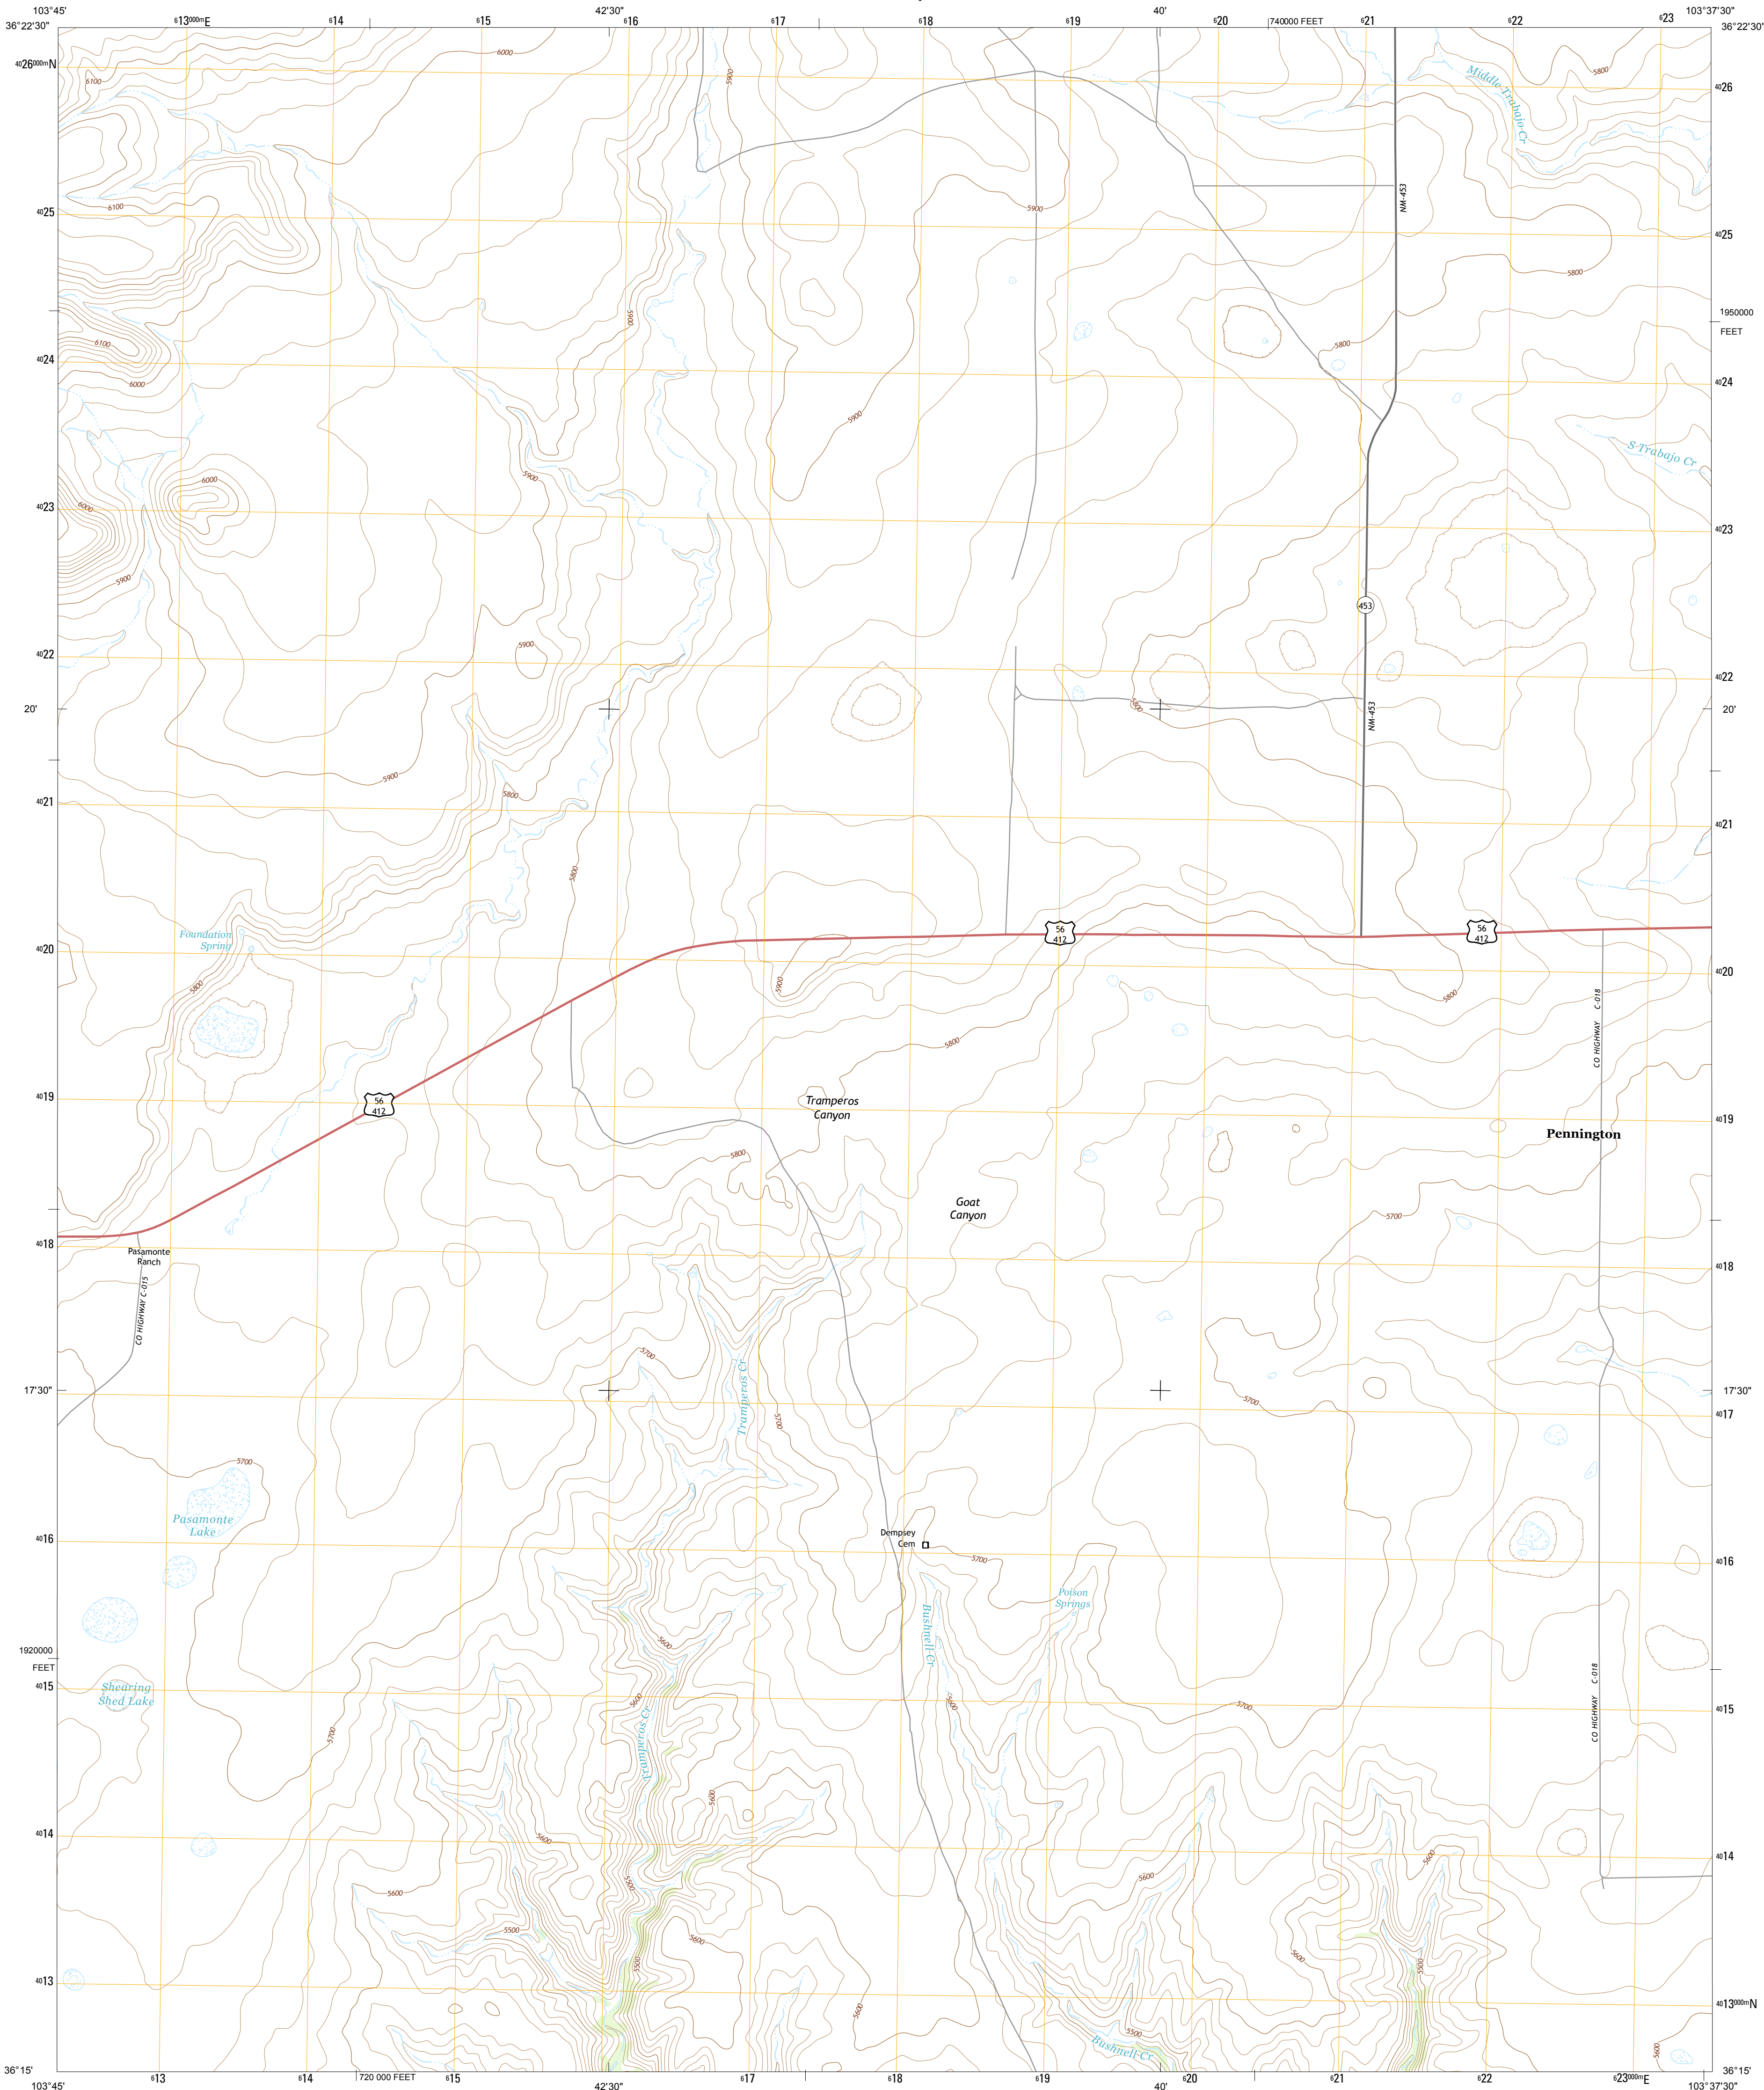 103°45' 613000mE 614 615 42'30" 616 617 618 619 40' 620 740000 FEET 621 622 623 103°37'30"
36°22'30" 36°22'30"
6000
4026000mN
6100
5900
Middle Trabajo Cr
5800
4026
NM-453
6100
5900
4025
4025
5800
5900
1950000
FEET
6100
5800
4024
6000
4024
5900
S Trabajo Cr
5900
6000
4023
6000
4023
5900
453
5900
4022
4022
20'
5800
NM-453
20'
5900
5800
4021
4021
5800
Foundation
Spring
56
412
56
412
4020
4020
5800
5900
5800
CO HIGHWAY C-018
5800
4019
56
412
Tramperos
Canyon
4019
Pennington
5800
Goat
Canyon
5700
4018
Pasamonte
Ranch
4018
CO HIGHWAY C-015
5700
Tramperos Cr
17'30"
17'30"
5700
5700
4017
5700
Pasamonte
Lake
Dempsey
Cem
4016
5700
4016
Poison
Springs
Bushnell Cr
5600
1920000
FEET
4015
Shearing
Shed Lake
5600
5600
5700
5700
Tramperos Cr
CO HIGHWAY C-018
4015
5600
4014
5600
4014
5600
5500
5600
5600
5500
5600
5600
5500
5500
4013
5600
4013000mN
5500
Bushnell Cr
5600
36°15' 36°15'
103°45' 613 614 720 000 FEET 615 42'30" 617 618 619 40' 620 621 622 623000mE 103°37'30"